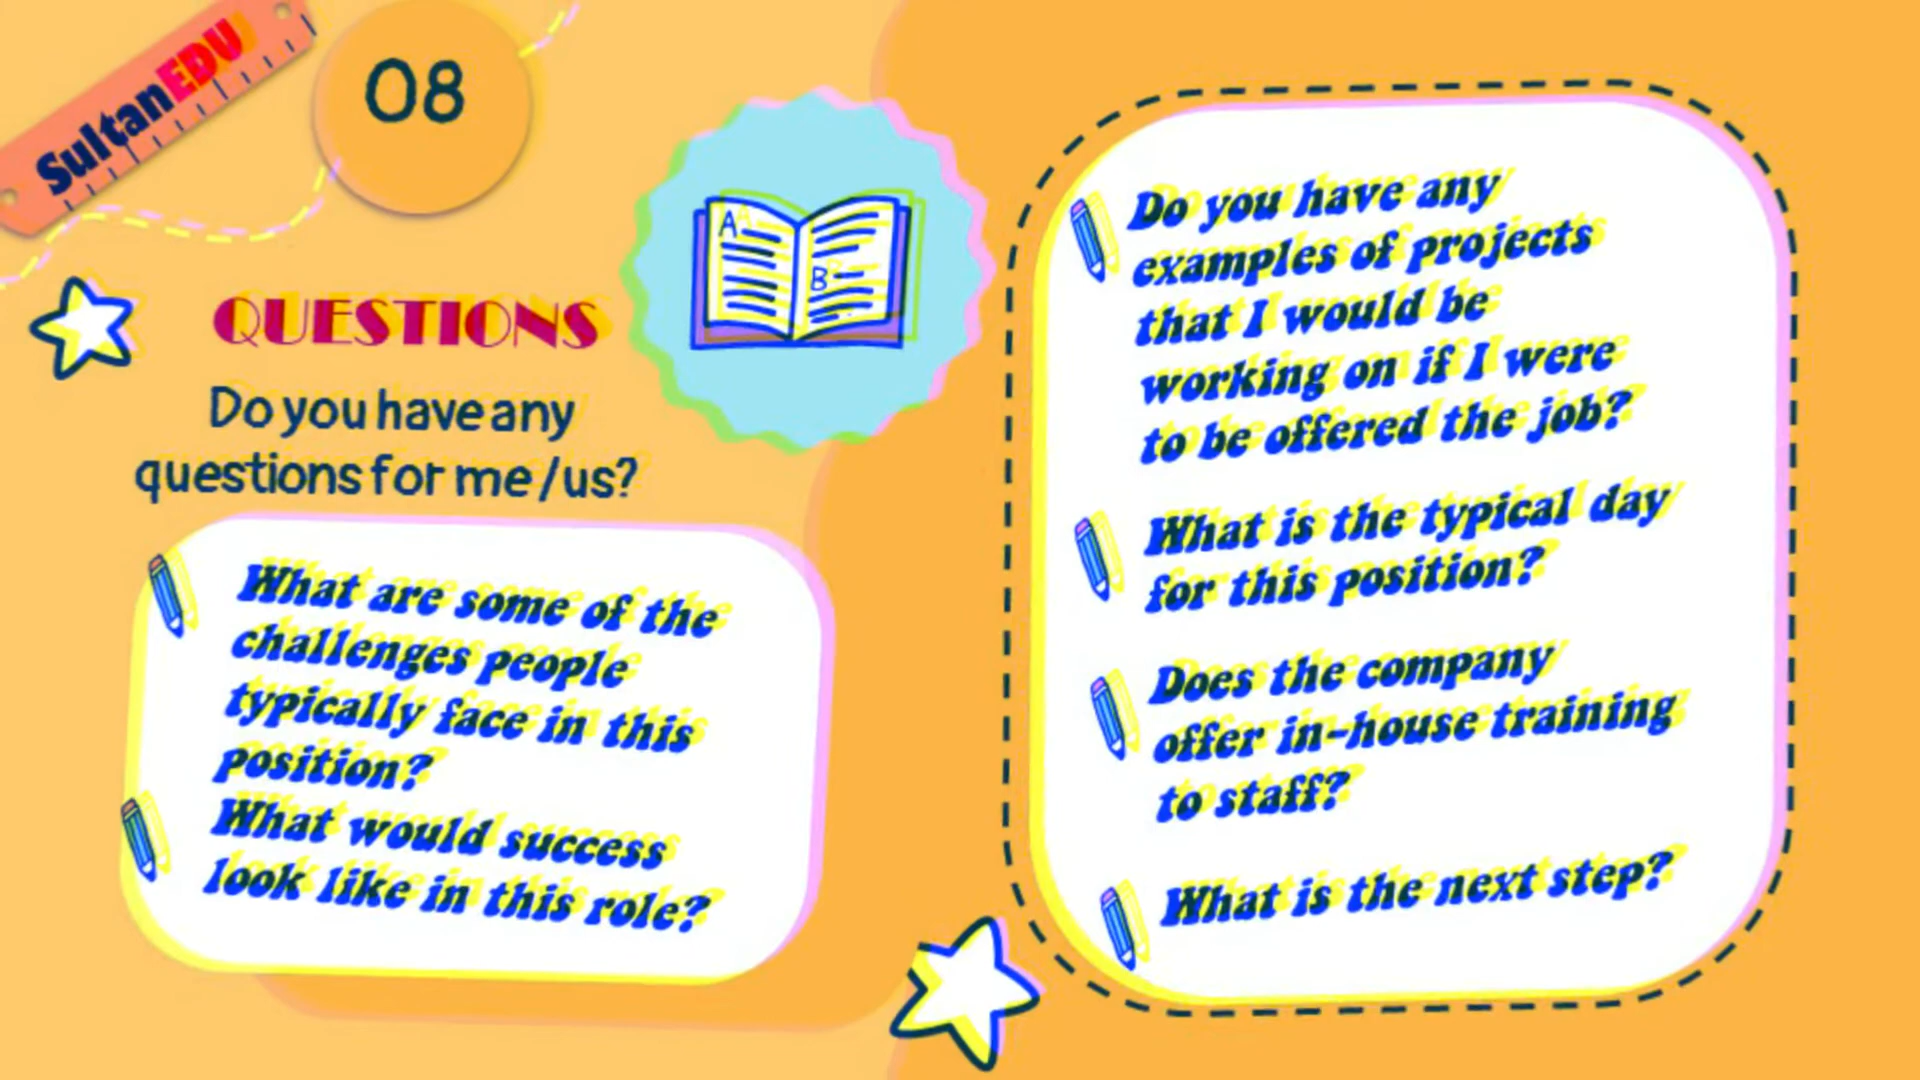 SultanEDU
08
QUESTIONS
Do you have any
questions for me/us?
What are some of the
challenges people
typically face in this
position?
What would success
look like in this role?
A
B
Do you have any
examples of projects
that I would be
working on if I were
to be offered the job?
What is the typical day
for this position?
Does the company
offer in-house training
to staff?
What is the next step?